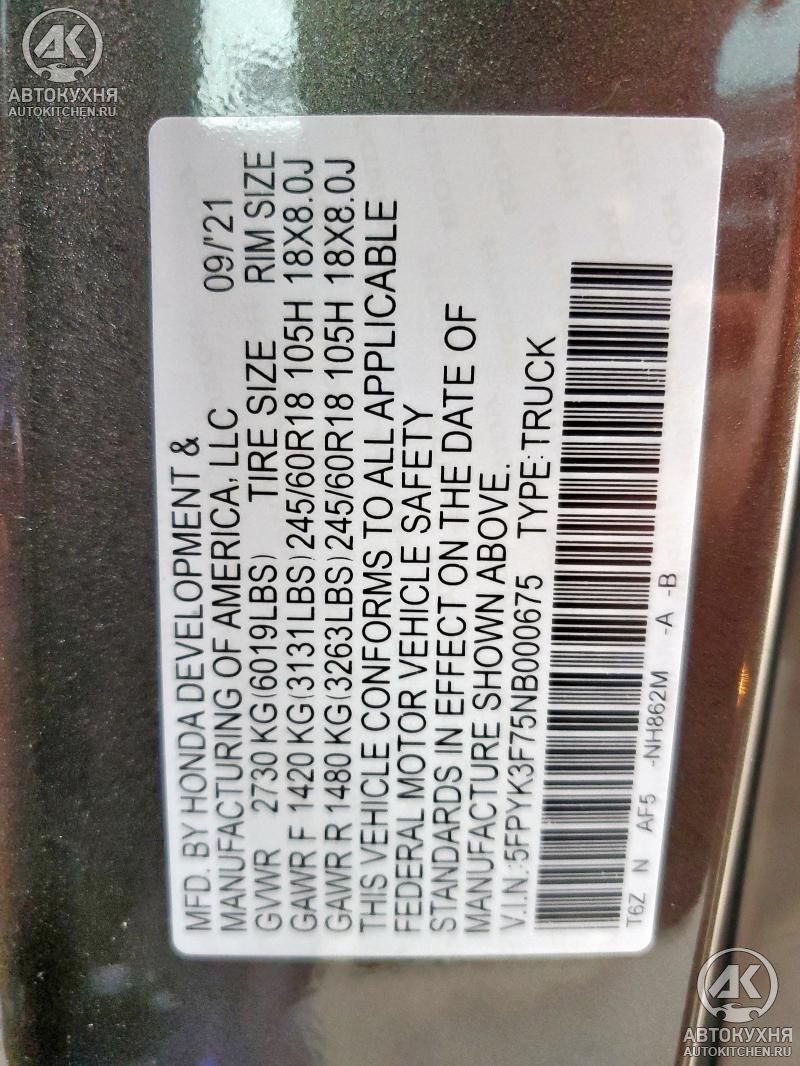 AK
АВТОКУХНЯ
AUTOKITCHEN.RU
MFD. BY HONDA DEVELOPMENT &
MANUFACTURING OF AMERICA, LLC 09/'21
GVWR 2730 KG (6019LBS) TIRE SIZE RIM SIZE
GAWR F 1420 KG (3131LBS) 245/60R18 105H 18X8.0J
GAWR R 1480 KG (3263LBS) 245/60R18 105H 18X8.0J
THIS VEHICLE CONFORMS TO ALL APPLICABLE
FEDERAL MOTOR VEHICLE SAFETY
STANDARDS IN EFFECT ON THE DATE OF
MANUFACTURE SHOWN ABOVE.
V.I.N.:5FPYK3F75NB000675 TYPE:TRUCK
T6Z N AF5 -NH862M -A -B
AK
АВТОКУХНЯ
AUTOKITCHEN.RU